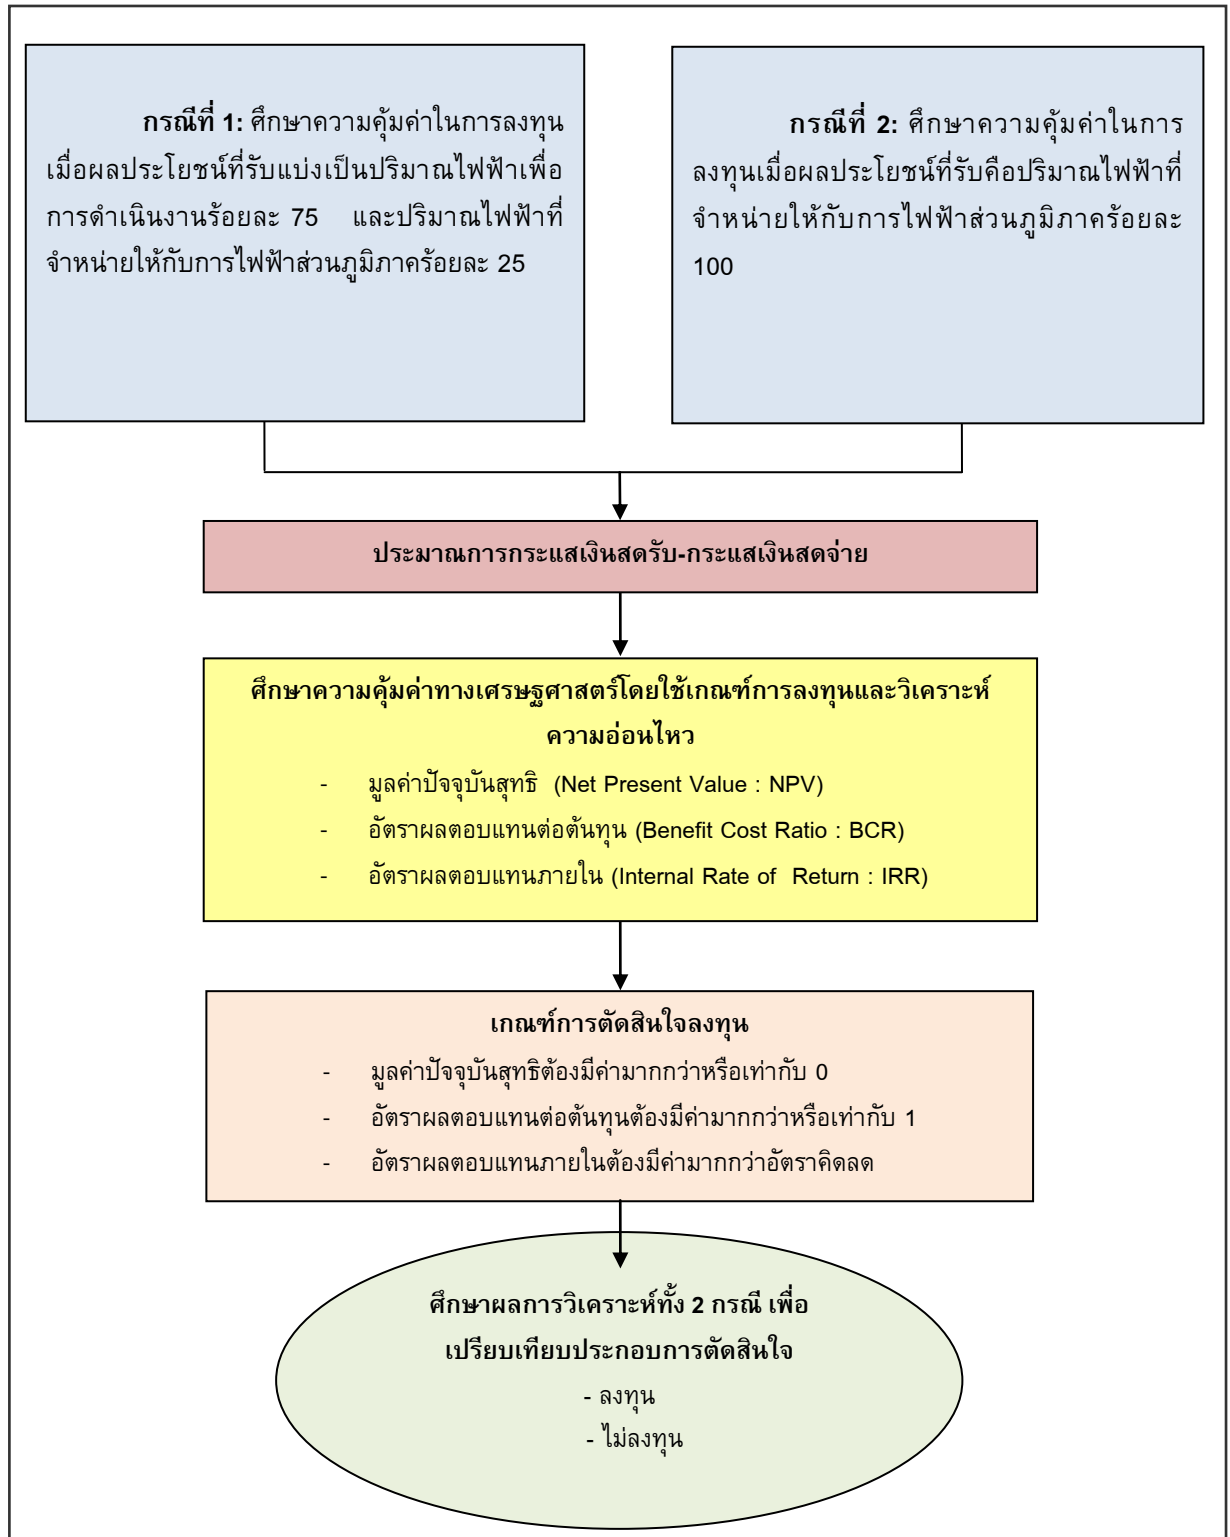 กรณีที่ 1: ศึกษาความคุ้มค่าในการลงทุน
เมื่อผลประโยชน์ที่รับแบ่งเป็นปริมาณไฟฟ้าเพื่อ
การดำเนินงานร้อยละ 75 และปริมาณไฟฟ้าที่
จำหน่ายให้กับการไฟฟ้าส่วนภูมิภาคร้อยละ 25
กรณีที่ 2: ศึกษาความคุ้มค่าในการ
ลงทุนเมื่อผลประโยชน์ที่รับคือปริมาณไฟฟ้าที่
จำหน่ายให้กับการไฟฟ้าส่วนภูมิภาคร้อยละ
100
ประมาณการกระแสเงินสดรับ-กระแสเงินสดจ่าย
ศึกษาความคุ้มค่าทางเศรษฐศาสตร์โดยใช้เกณฑ์การลงทุนและวิเคราะห์
ความอ่อนไหว
- มูลค่าปัจจุบันสุทธิ (Net Present Value : NPV)
- อัตราผลตอบแทนต่อต้นทุน (Benefit Cost Ratio : BCR)
- อัตราผลตอบแทนภายใน (Internal Rate of Return : IRR)
เกณฑ์การตัดสินใจลงทุน
- มูลค่าปัจจุบันสุทธิต้องมีค่ามากกว่าหรือเท่ากับ 0
- อัตราผลตอบแทนต่อต้นทุนต้องมีค่ามากกว่าหรือเท่ากับ 1
- อัตราผลตอบแทนภายในต้องมีค่ามากกว่าอัตราคิดลด
ศึกษาผลการวิเคราะห์ทั้ง 2 กรณี เพื่อ
เปรียบเทียบประกอบการตัดสินใจ
- ลงทุน
- ไม่ลงทุน